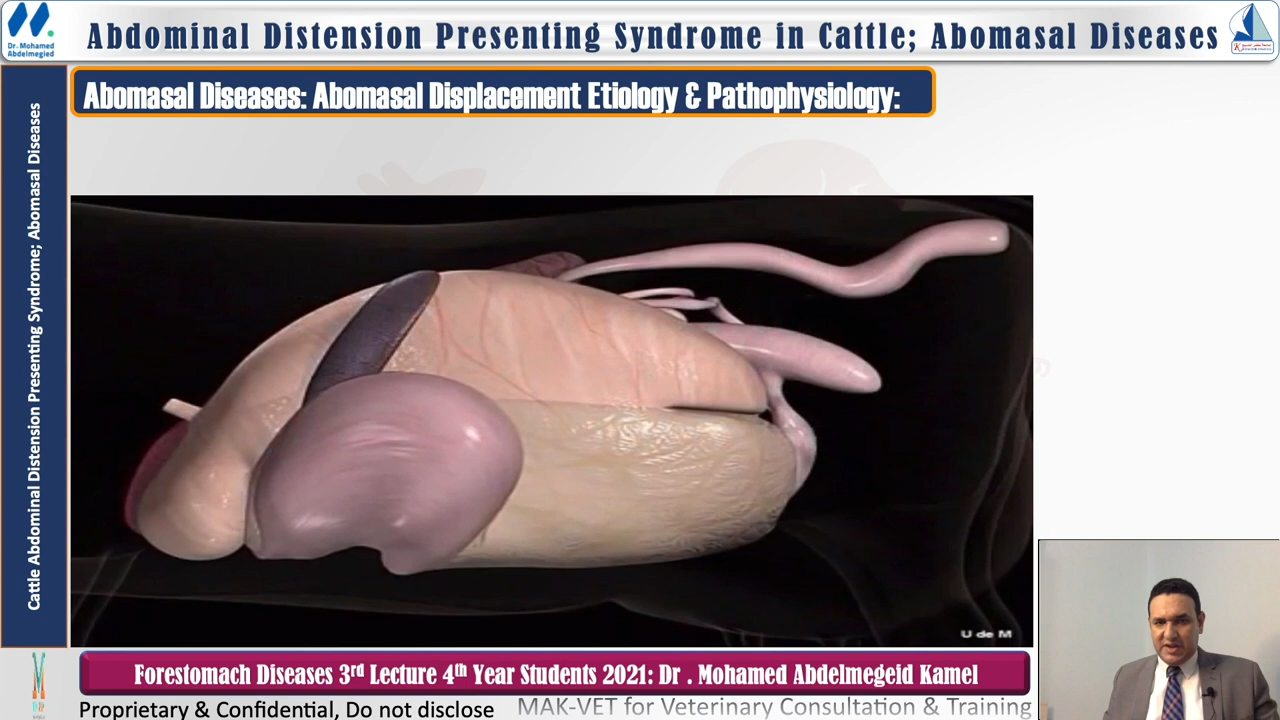 Dr. Mohamed
Abdelmegied
Abdominal Distension Presenting Syndrome in Cattle; Abomasal Diseases
Abomasal Diseases: Abomasal Displacement Etiology & Pathophysiology:
Cattle Abdominal Distension Presenting Syndrome; Abomasal Diseases
U de M
Forestomach Diseases 3rd Lecture 4th Year Students 2021: Dr . Mohamed Abdelmegeid Kamel
Proprietary & Confidential, Do not disclose
MAK-VET for Veterinary Consultation & Training